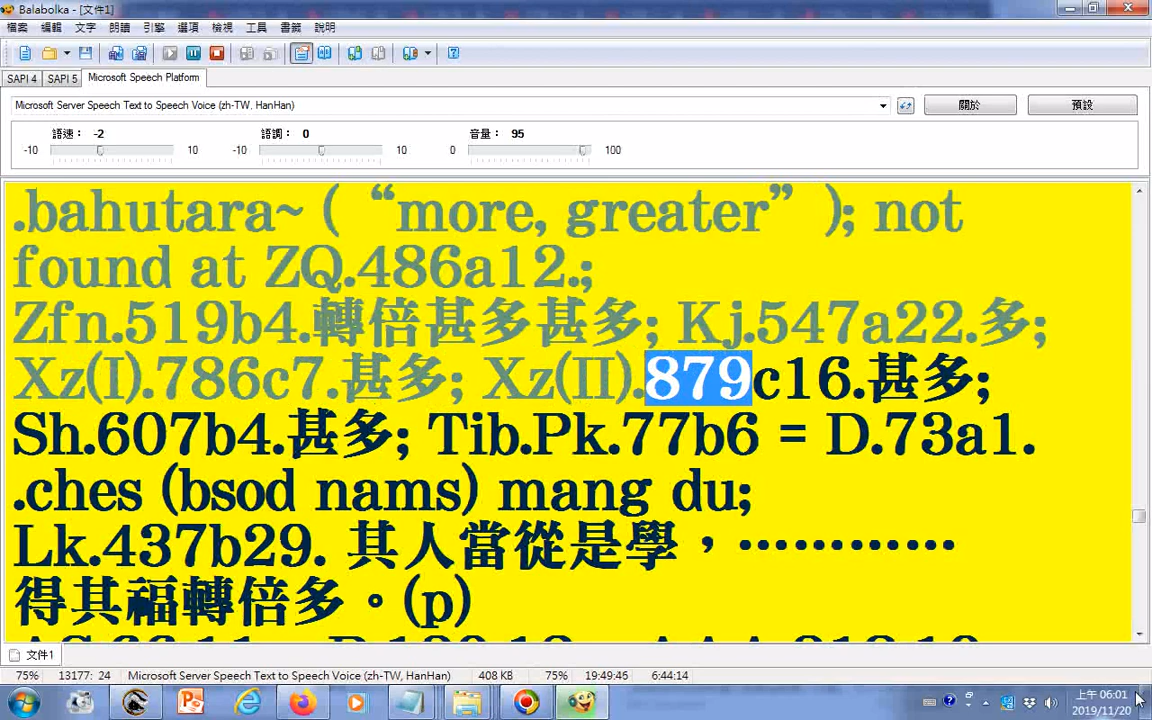 Balabolka - [文件1]
檔案 編輯 文字 朗讀 引擎 選項 檢視 工具 書籤 說明
SAPI 4 SAPI 5 Microsoft Speech Platform
Microsoft Server Speech Text to Speech Voice (zh-TW, HanHan) 關於 預設
語速： -2 語調： 0 音量： 95
-10 10 -10 10 0 100
.bahutara~ (“more, greater”); not
found at ZQ.486a12.;
Zfn.519b4.轉倍甚多甚多; Kj.547a22.多;
Xz(I).786c7.甚多; Xz(II).879c16.甚多;
Sh.607b4.甚多; Tib.Pk.77b6 = D.73a1.
.ches (bsod nams) mang du;
Lk.437b29. 其人當從是學，…………
得其福轉倍多。(p)
文件1
75% 13177: 24 Microsoft Server Speech Text to Speech Voice (zh-TW, HanHan) 408 KB 75% 19:49:46 6:44:14
上午 06:01
2019/11/20